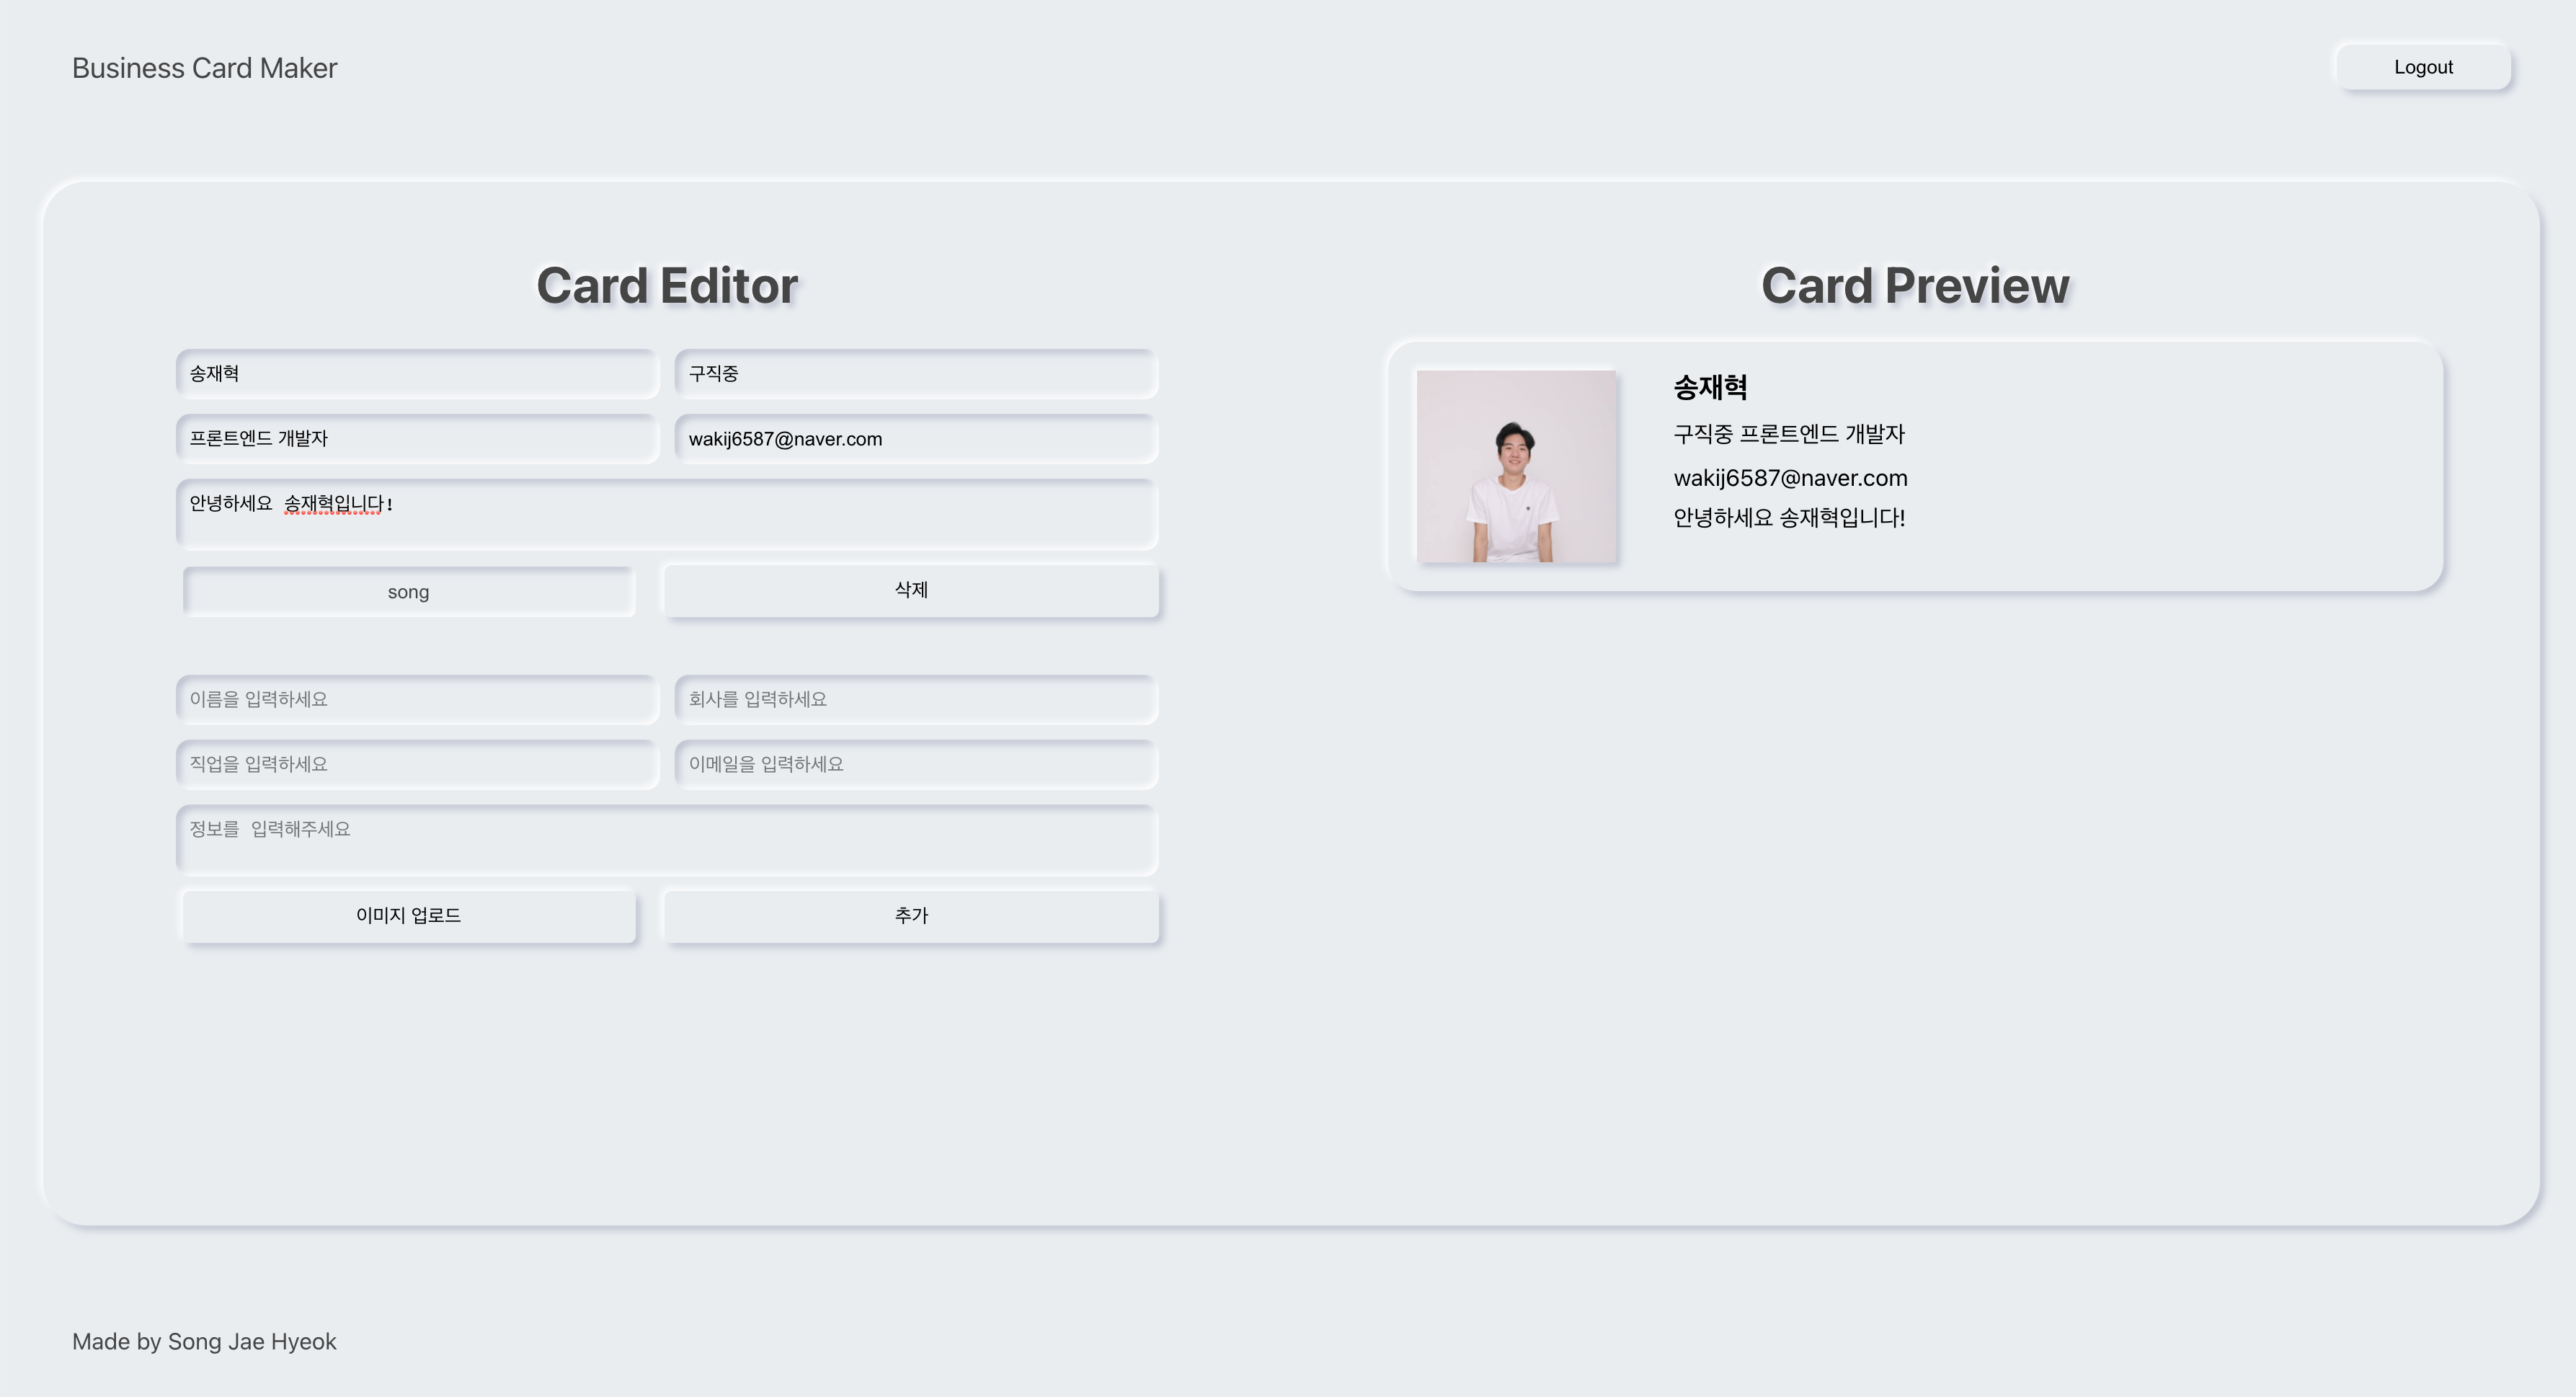 Business Card Maker
Logout
Card Editor
송재혁
구직중
프론트엔드 개발자
wakij6587@naver.com
안녕하세요 송재혁입니다!
song
삭제
이름을 입력하세요
회사를 입력하세요
직업을 입력하세요
이메일을 입력하세요
정보를 입력해주세요
이미지 업로드
추가
Card Preview
송재혁
구직중 프론트엔드 개발자
wakij6587@naver.com
안녕하세요 송재혁입니다!
Made by Song Jae Hyeok